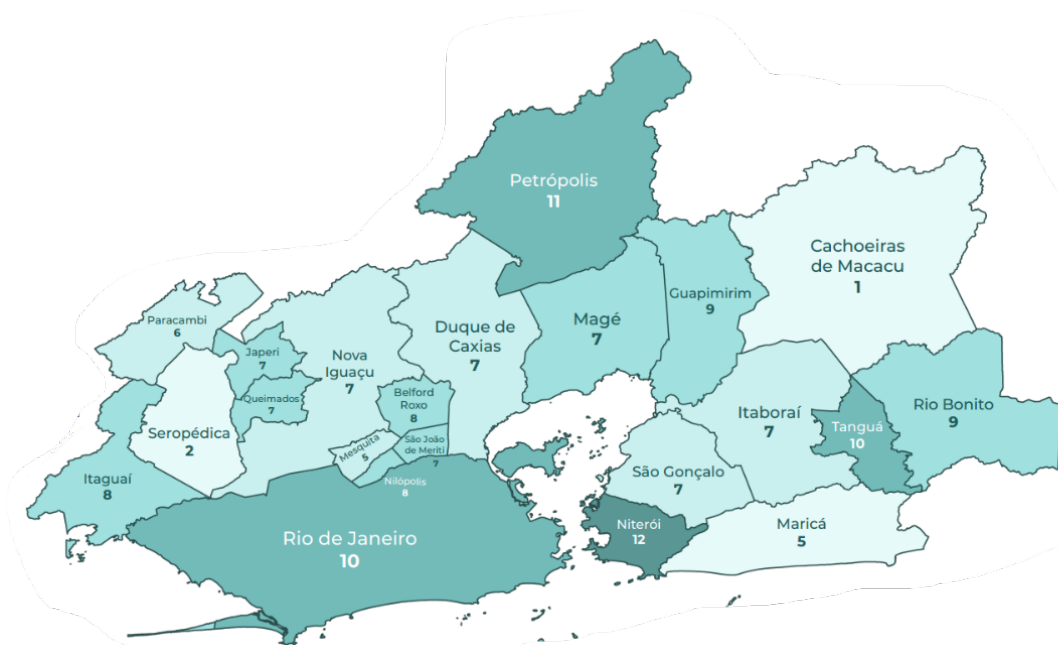 Petrópolis
11
Cachoeiras
de Macacu
1
Guapimirim
9
Magé
7
Duque de
Caxias
7
Paracambi
6
Japeri
7
Nova
Iguaçu
7
Queimados
7
Belford
Roxo
8
Seropédica
2
Mesquita
5
São João
de Meriti
7
Nilópolis
8
Itaguaí
8
Itaboraí
7
Tanguá
10
Rio Bonito
9
São Gonçalo
7
Niterói
12
Maricá
5
Rio de Janeiro
10